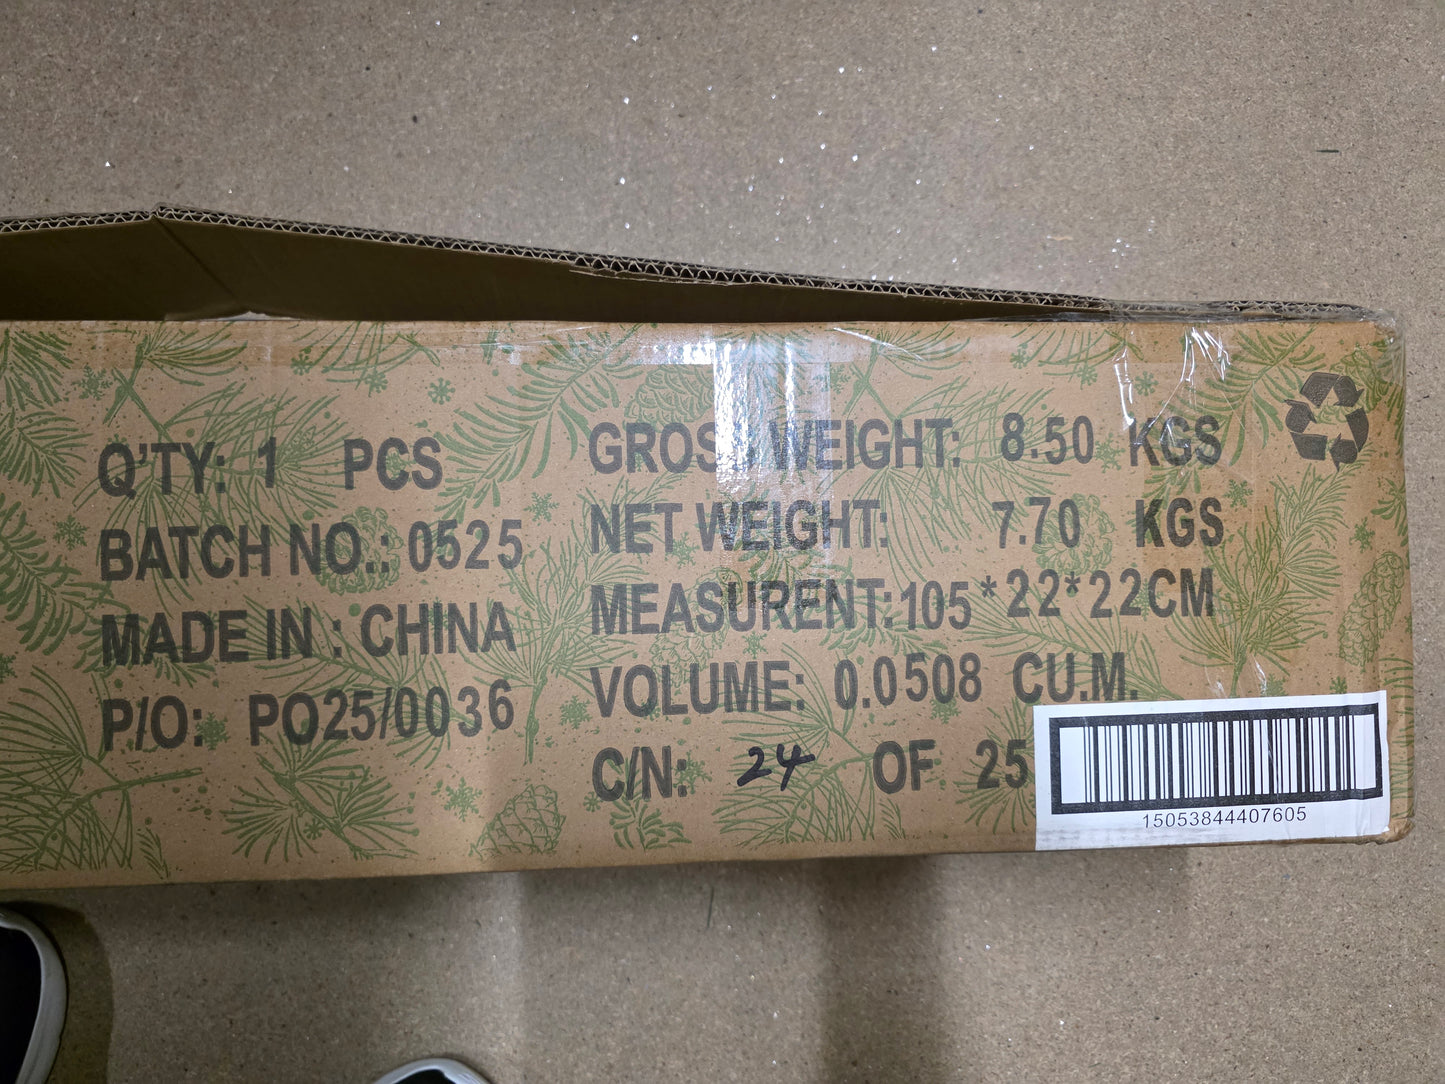 Q'TY: 1 PCS
BATCH NO.: 0525
MADE IN : CHINA
P/O: PO25/0036
GROSS WEIGHT: 8.50 KGS
NET WEIGHT: 7.70 KGS
MEASURENT: 105*22*22CM
VOLUME: 0.0508 CU.M.
C/N: 24 OF 25
15053844407605